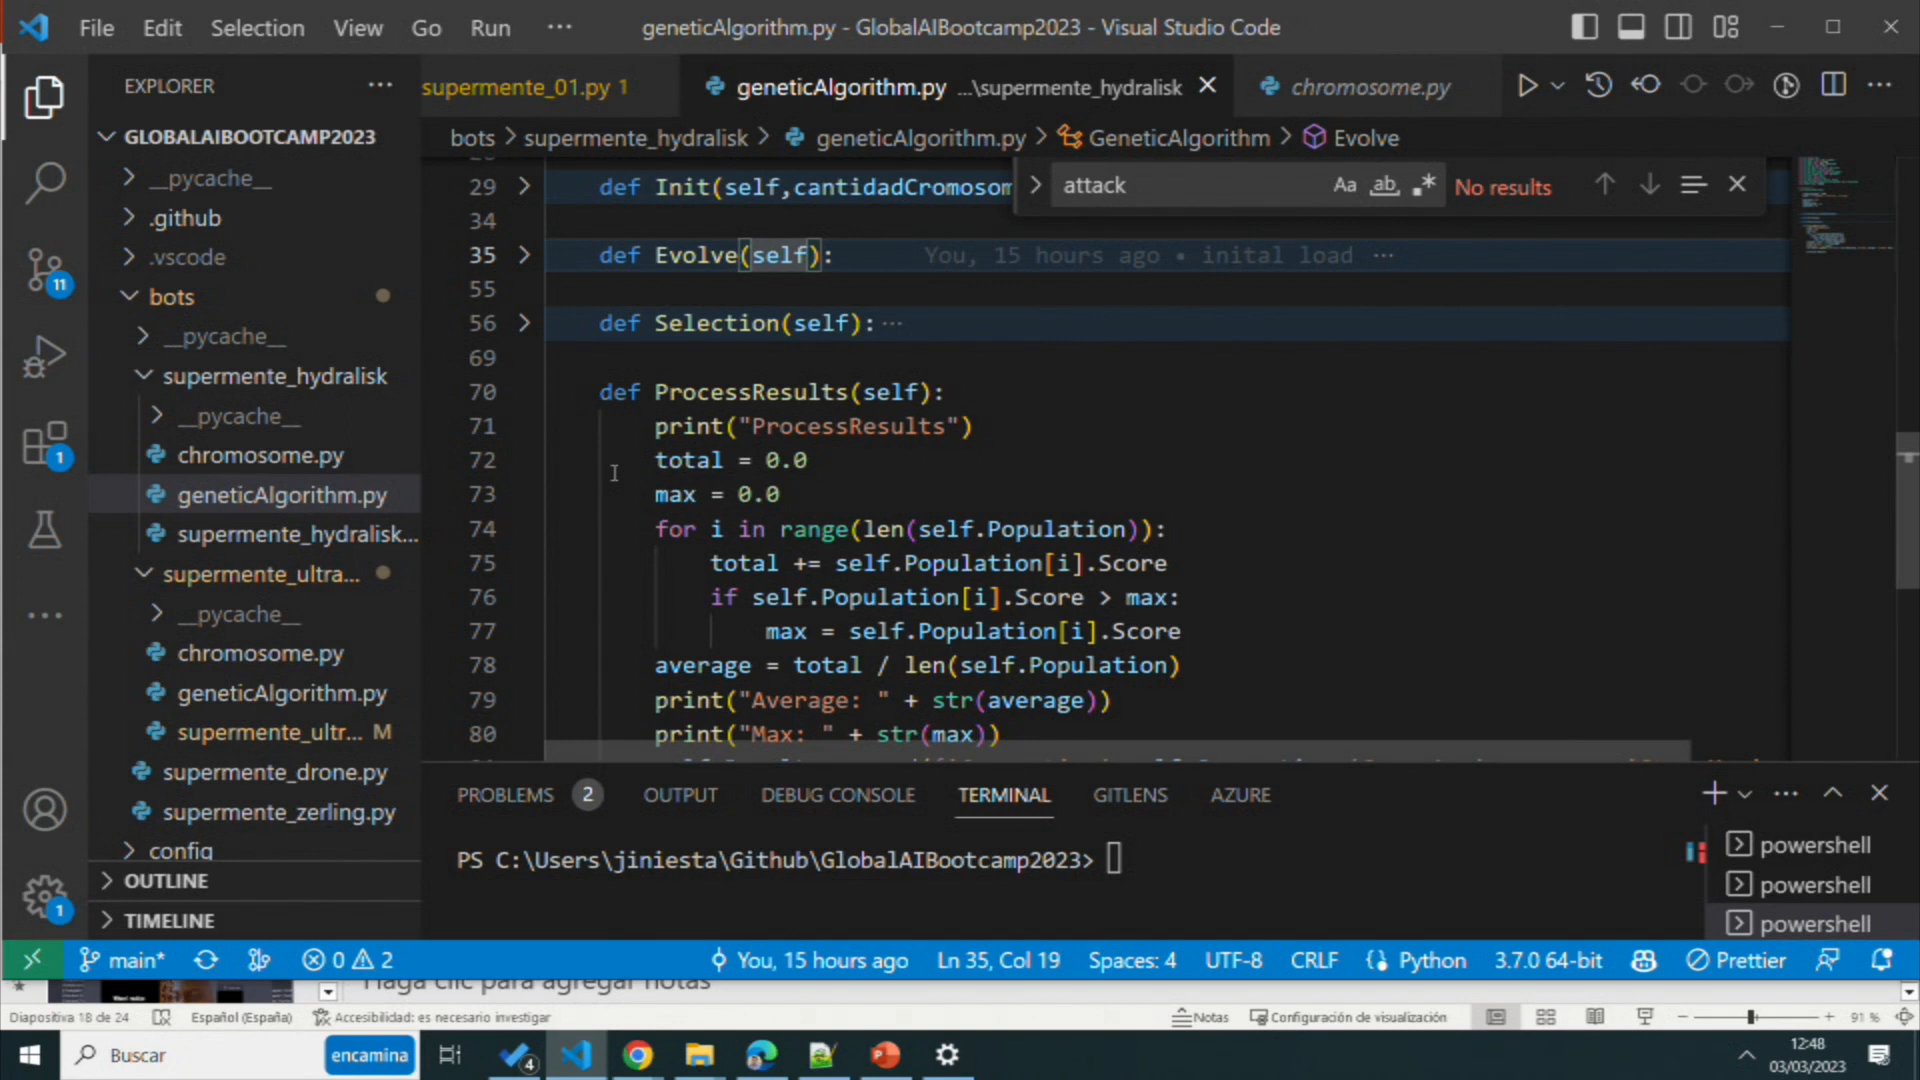 File Edit Selection View Go Run ··· geneticAlgorithm.py - GlobalAIBootcamp2023 - Visual Studio Code
EXPLORER
supermente_01.py 1 geneticAlgorithm.py ...\supermente_hydralisk chromosome.py
GLOBALAIBOOTCAMP2023
bots > supermente_hydralisk > geneticAlgorithm.py > GeneticAlgorithm > Evolve
__pycache__
.github
.vscode
bots
__pycache__
supermente_hydralisk
__pycache__
chromosome.py
geneticAlgorithm.py
supermente_hydralisk...
supermente_ultra...
__pycache__
chromosome.py
geneticAlgorithm.py
supermente_ultr... M
supermente_drone.py
supermente_zerling.py
config
OUTLINE
TIMELINE
11
1
1
attack Aa ab No results
29 def Init(self,cantidadCromosom
34
35 def Evolve(self): You, 15 hours ago • inital load ···
55
56 def Selection(self):···
69
70 def ProcessResults(self):
71 print("ProcessResults")
72 total = 0.0
73 max = 0.0
74 for i in range(len(self.Population)):
75 total += self.Population[i].Score
76 if self.Population[i].Score > max:
77 max = self.Population[i].Score
78 average = total / len(self.Population)
79 print("Average: " + str(average))
80 print("Max: " + str(max))
PROBLEMS 2 OUTPUT DEBUG CONSOLE TERMINAL GITLENS AZURE
PS C:\Users\jiniesta\Github\GlobalAIBootcamp2023>
powershell
powershell
powershell
main* 0 2 You, 15 hours ago Ln 35, Col 19 Spaces: 4 UTF-8 CRLF Python 3.7.0 64-bit Prettier
Haga clic para agregar notas
Diapositiva 18 de 24 Español (España) Accesibilidad: es necesario investigar Notas Configuración de visualización 91 %
Buscar encamina 4 12:48
03/03/2023